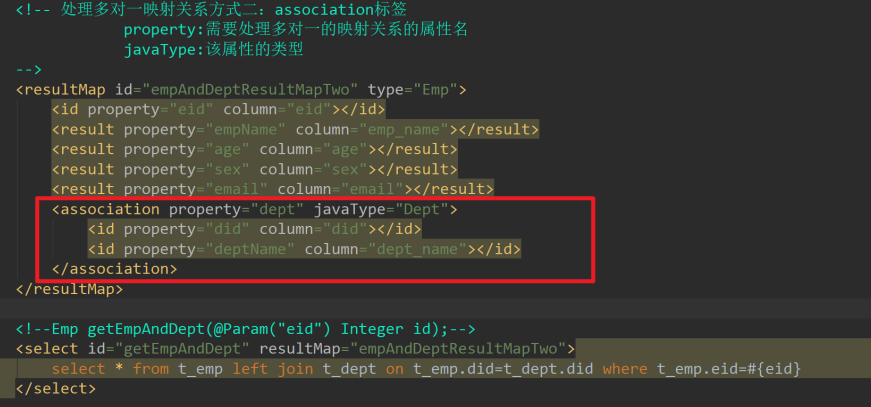 <!-- 处理多对一映射关系方式二：association标签
property:需要处理多对一的映射关系的属性名
javaType:该属性的类型
-->
<resultMap id="empAndDeptResultMapTwo" type="Emp">
<id property="eid" column="eid"></id>
<result property="empName" column="emp_name"></result>
<result property="age" column="age"></result>
<result property="sex" column="sex"></result>
<result property="email" column="email"></result>
<association property="dept" javaType="Dept">
<id property="did" column="did"></id>
<id property="deptName" column="dept_name"></id>
</association>
</resultMap>
<!--Emp getEmpAndDept(@Param("eid") Integer id);-->
<select id="getEmpAndDept" resultMap="empAndDeptResultMapTwo">
select * from t_emp left join t_dept on t_emp.did=t_dept.did where t_emp.eid=#{eid}
</select>